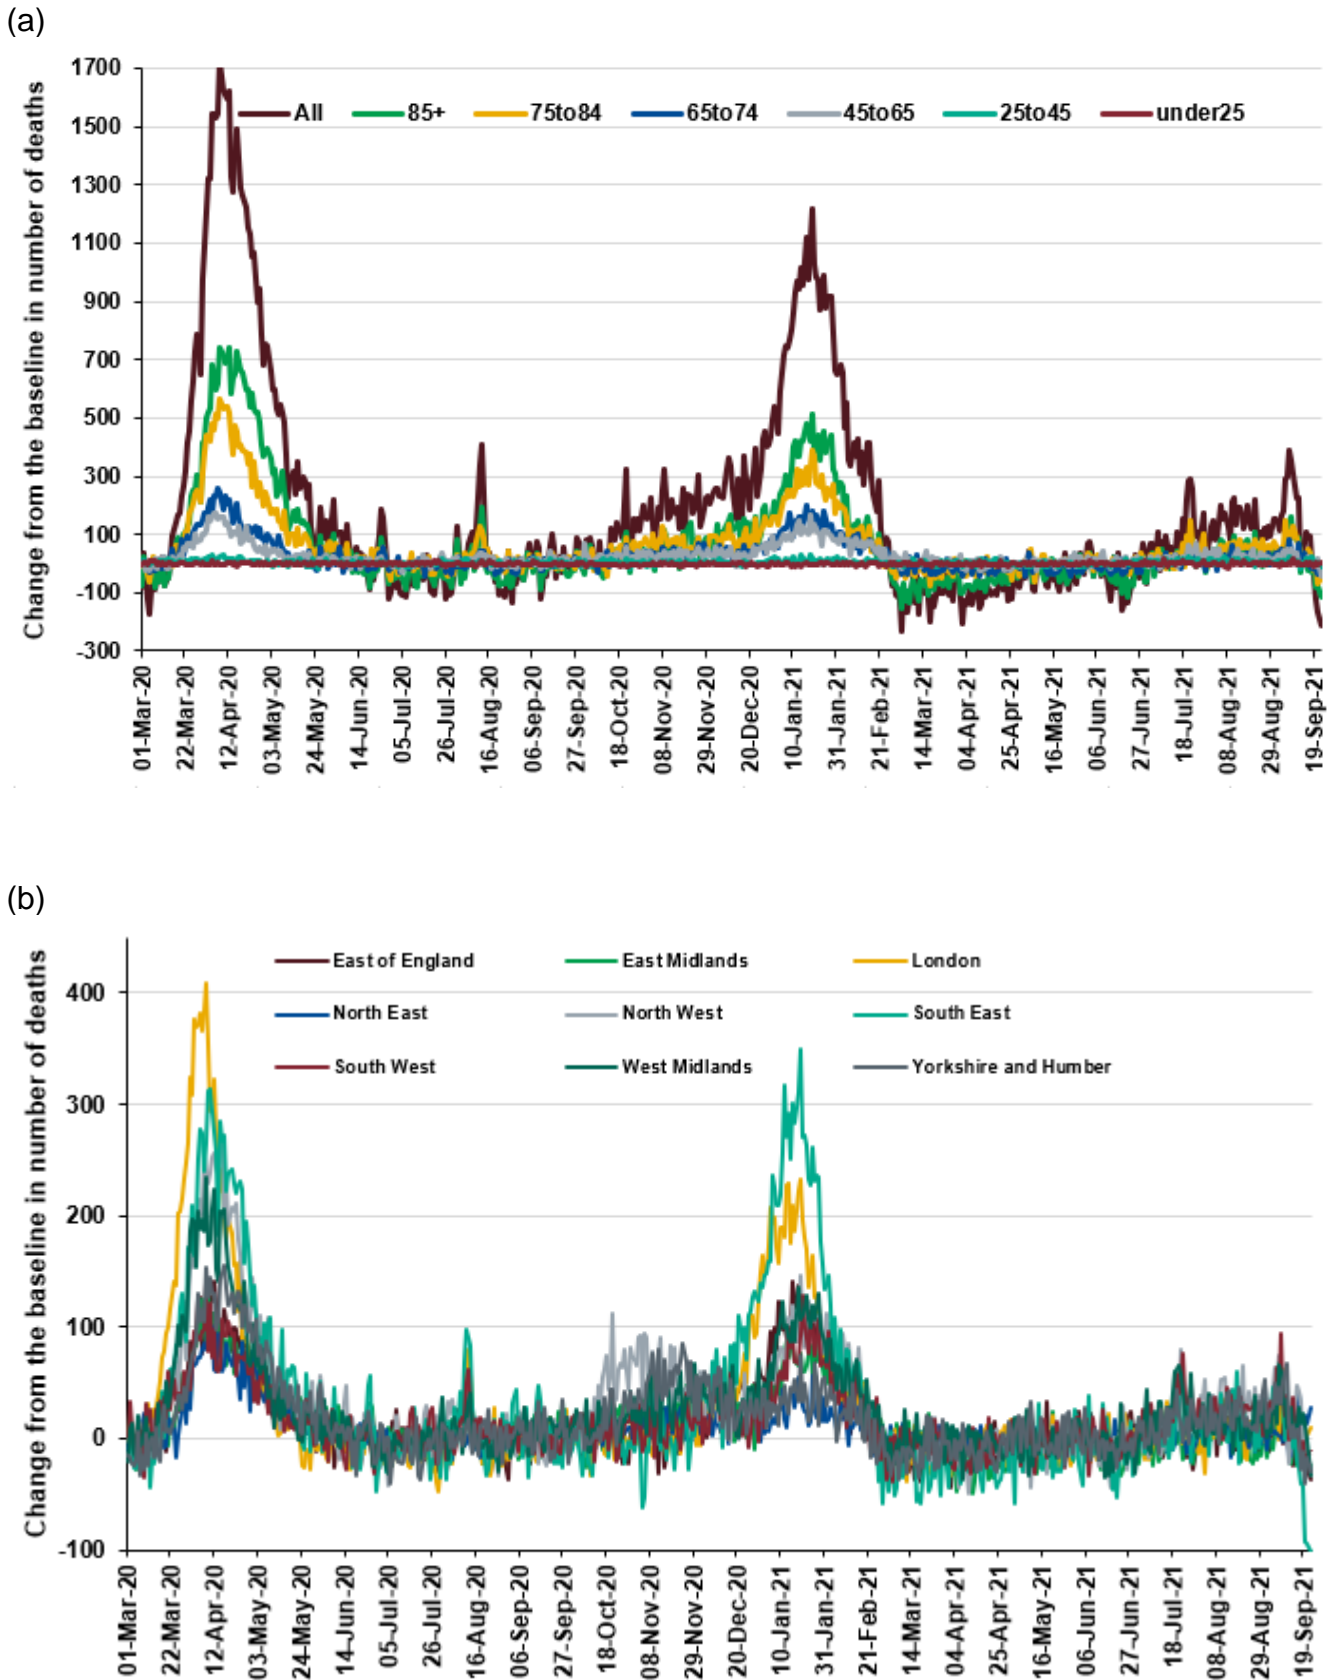 (a)
Change from the baseline in number of deaths
1700
1500
1300
1100
900
700
500
300
100
-100
-300
All 85+ 75to84 65to74 45to65 25to45 under25
01-Mar-20 22-Mar-20 12-Apr-20 03-May-20 24-May-20 14-Jun-20 05-Jul-20 26-Jul-20 16-Aug-20 06-Sep-20 27-Sep-20 18-Oct-20 08-Nov-20 29-Nov-20 20-Dec-20 10-Jan-21 31-Jan-21 21-Feb-21 14-Mar-21 04-Apr-21 25-Apr-21 16-May-21 06-Jun-21 27-Jun-21 18-Jul-21 08-Aug-21 29-Aug-21 19-Sep-21
(b)
Change from the baseline in number of deaths
400
300
200
100
0
-100
East of England East Midlands London
North East North West South East
South West West Midlands Yorkshire and Humber
01-Mar-20 22-Mar-20 12-Apr-20 03-May-20 24-May-20 14-Jun-20 05-Jul-20 26-Jul-20 16-Aug-20 06-Sep-20 27-Sep-20 18-Oct-20 08-Nov-20 29-Nov-20 20-Dec-20 10-Jan-21 31-Jan-21 21-Feb-21 14-Mar-21 04-Apr-21 25-Apr-21 16-May-21 06-Jun-21 27-Jun-21 18-Jul-21 08-Aug-21 29-Aug-21 19-Sep-21